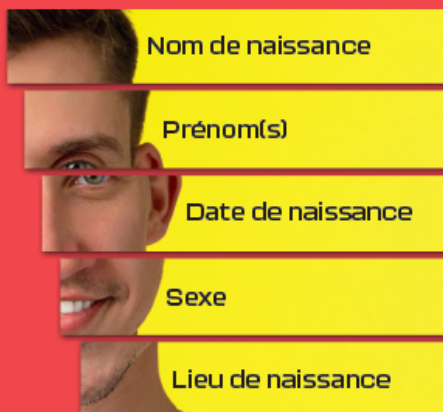 Nom de naissance
Prénom(s)
Date de naissance
Sexe
Lieu de naissance